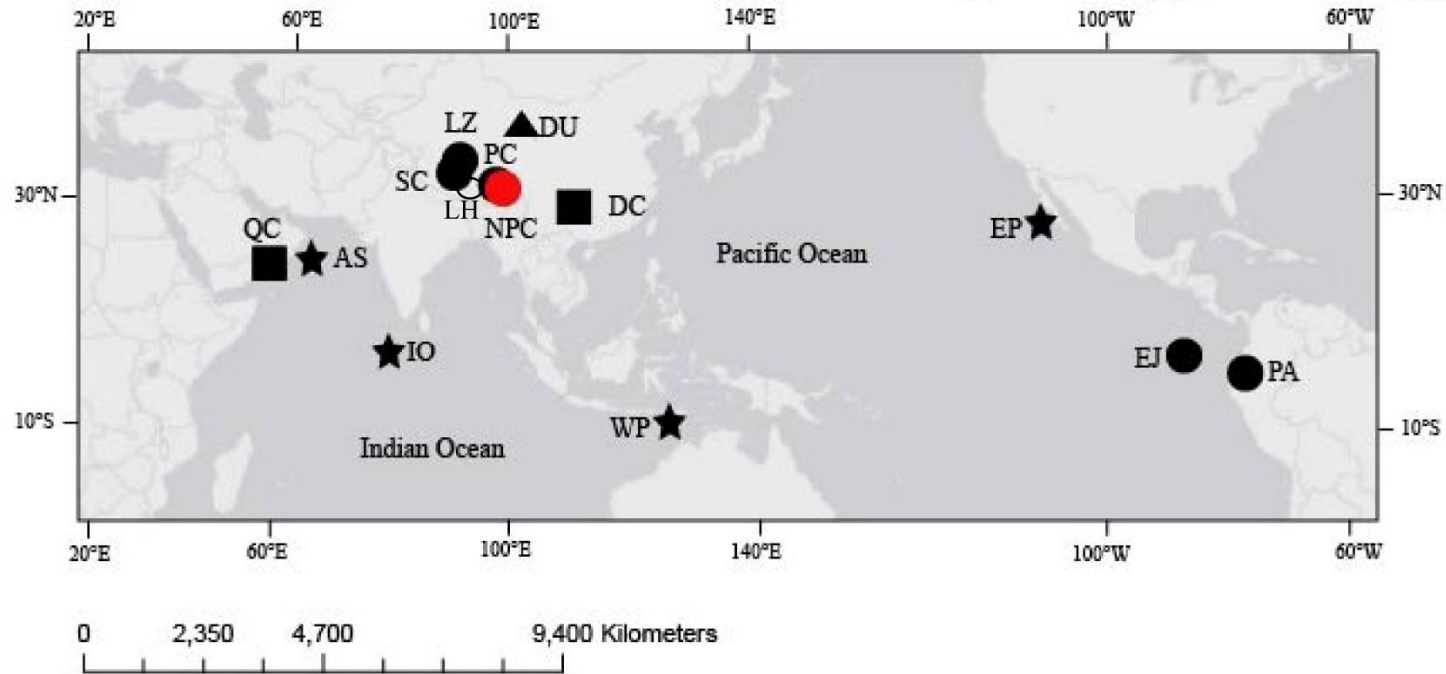 20°E 60°E 100°E 140°E 100°W 60°W
LZ
DU
PC
SC
30°N 30°N
LH
DC
NPC
QC
EP
Pacific Ocean
AS
IO
EJ
PA
10°S WP 10°S
Indian Ocean
20°E 60°E 100°E 140°E 100°W 60°W
0 2,350 4,700 9,400 Kilometers